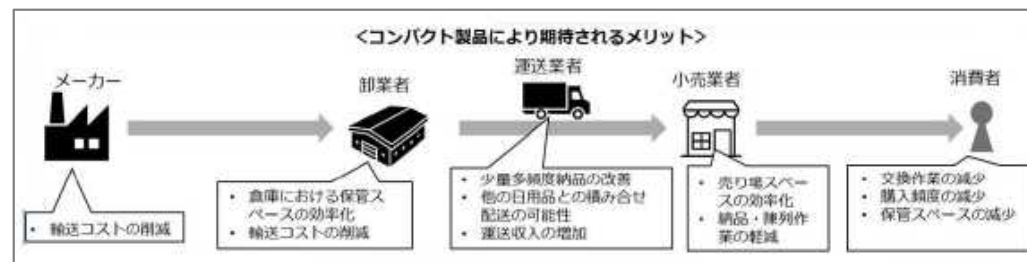 ＜コンパクト製品により期待されるメリット＞
メーカー
卸業者
運送業者
小売業者
消費者
• 輸送コストの削減
• 倉庫における保管ス
ペースの効率化
• 輸送コストの削減
• 少量多頻度納品の改善
• 他の日用品との積み合せ
配送の可能性
• 運送収入の増加
• 売り場スペー
スの効率化
• 納品・陳列作
業の軽減
• 交換作業の減少
• 購入頻度の減少
• 保管スペースの減少